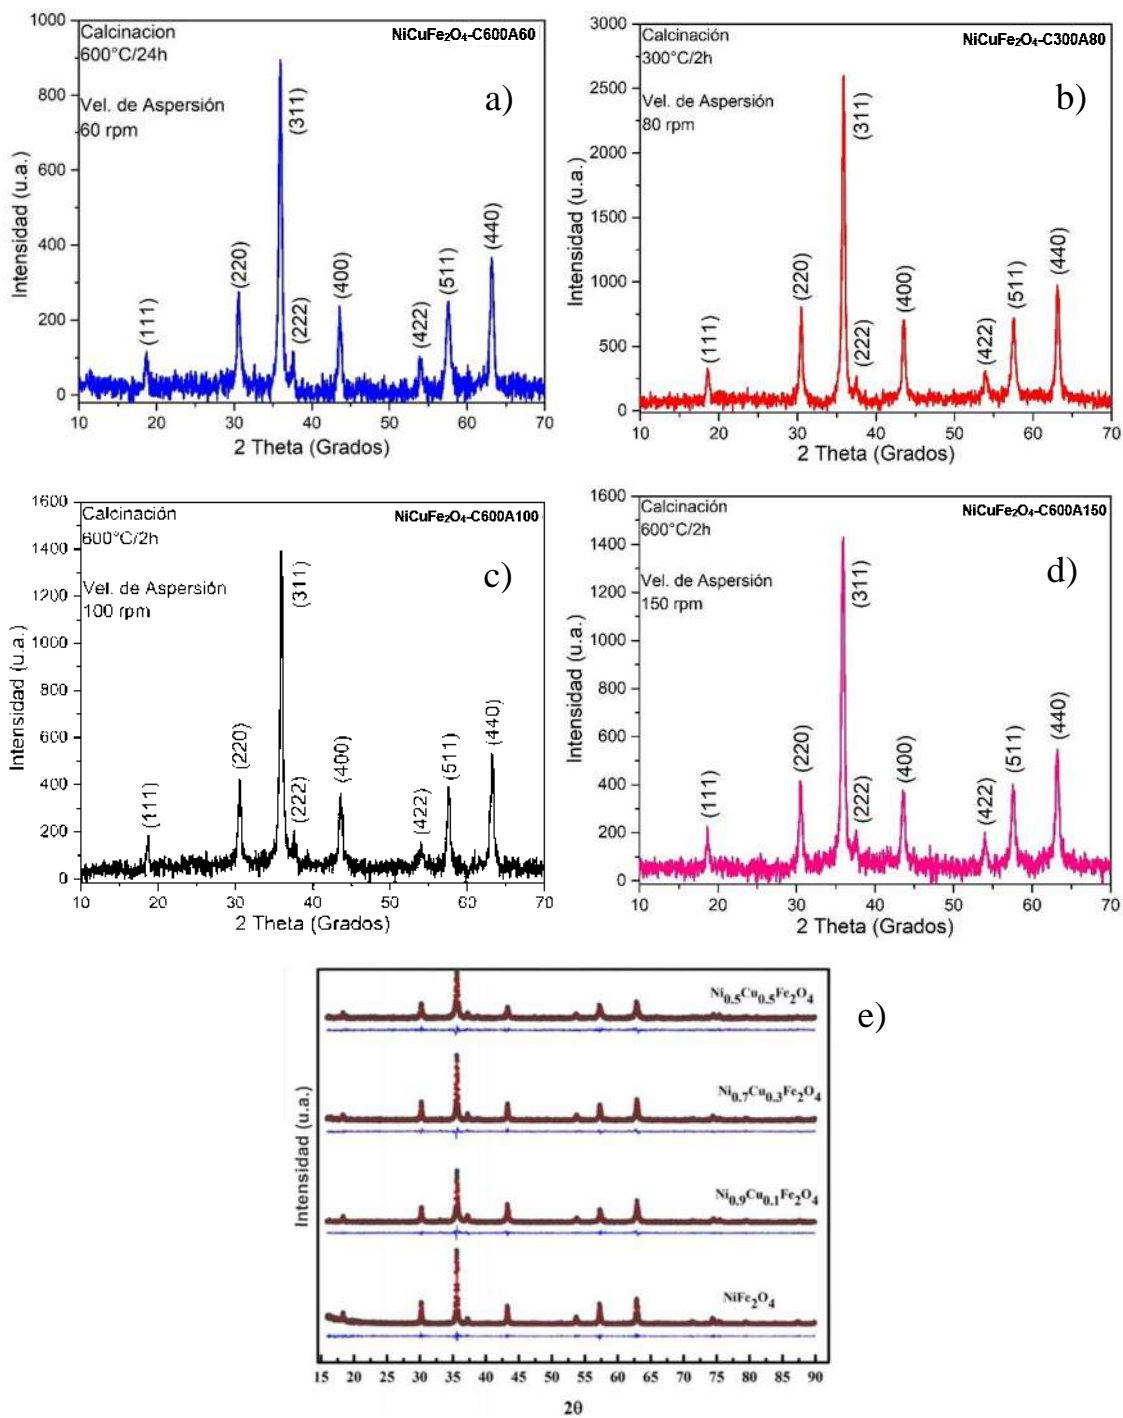 Calcinacion
600°C/24h
NiCuFe₂O₄-C600A60
Vel. de Aspersión
60 rpm
a)
(111)
(220)
(311)
(222)
(400)
(422)
(511)
(440)
Intensidad (u.a.)
1000
800
600
400
200
0
10 20 30 40 50 60 70
2 Theta (Grados)
Calcinación
300°C/2h
NiCuFe₂O₄-C300A80
Vel. de Aspersión
80 rpm
b)
(111)
(220)
(311)
(222)
(400)
(422)
(511)
(440)
Intensidad (u.a.)
3000
2500
2000
1500
1000
500
0
10 20 30 40 50 60 70
2 Theta (Grados)
Calcinación
600°C/2h
NiCuFe₂O₄-C600A100
Vel. de Aspersión
100 rpm
c)
(111)
(220)
(311)
(222)
(400)
(422)
(511)
(440)
Intensidad (u.a.)
1600
1400
1200
1000
800
600
400
200
0
10 20 30 40 50 60 70
2 Theta (Grados)
Calcinación
600°C/2h
NiCuFe₂O₄-C600A150
Vel. de Aspersión
150 rpm
d)
(111)
(220)
(311)
(222)
(400)
(422)
(511)
(440)
Intensidad (u.a.)
1600
1400
1200
1000
800
600
400
200
0
10 20 30 40 50 60 70
2 Theta (Grados)
e)
Ni₀.₅Cu₀.₅Fe₂O₄
Ni₀.₇Cu₀.₃Fe₂O₄
Ni₀.₉Cu₀.₁Fe₂O₄
NiFe₂O₄
Intensidad (u.a.)
15 20 25 30 35 40 45 50 55 60 65 70 75 80 85 90
2θ